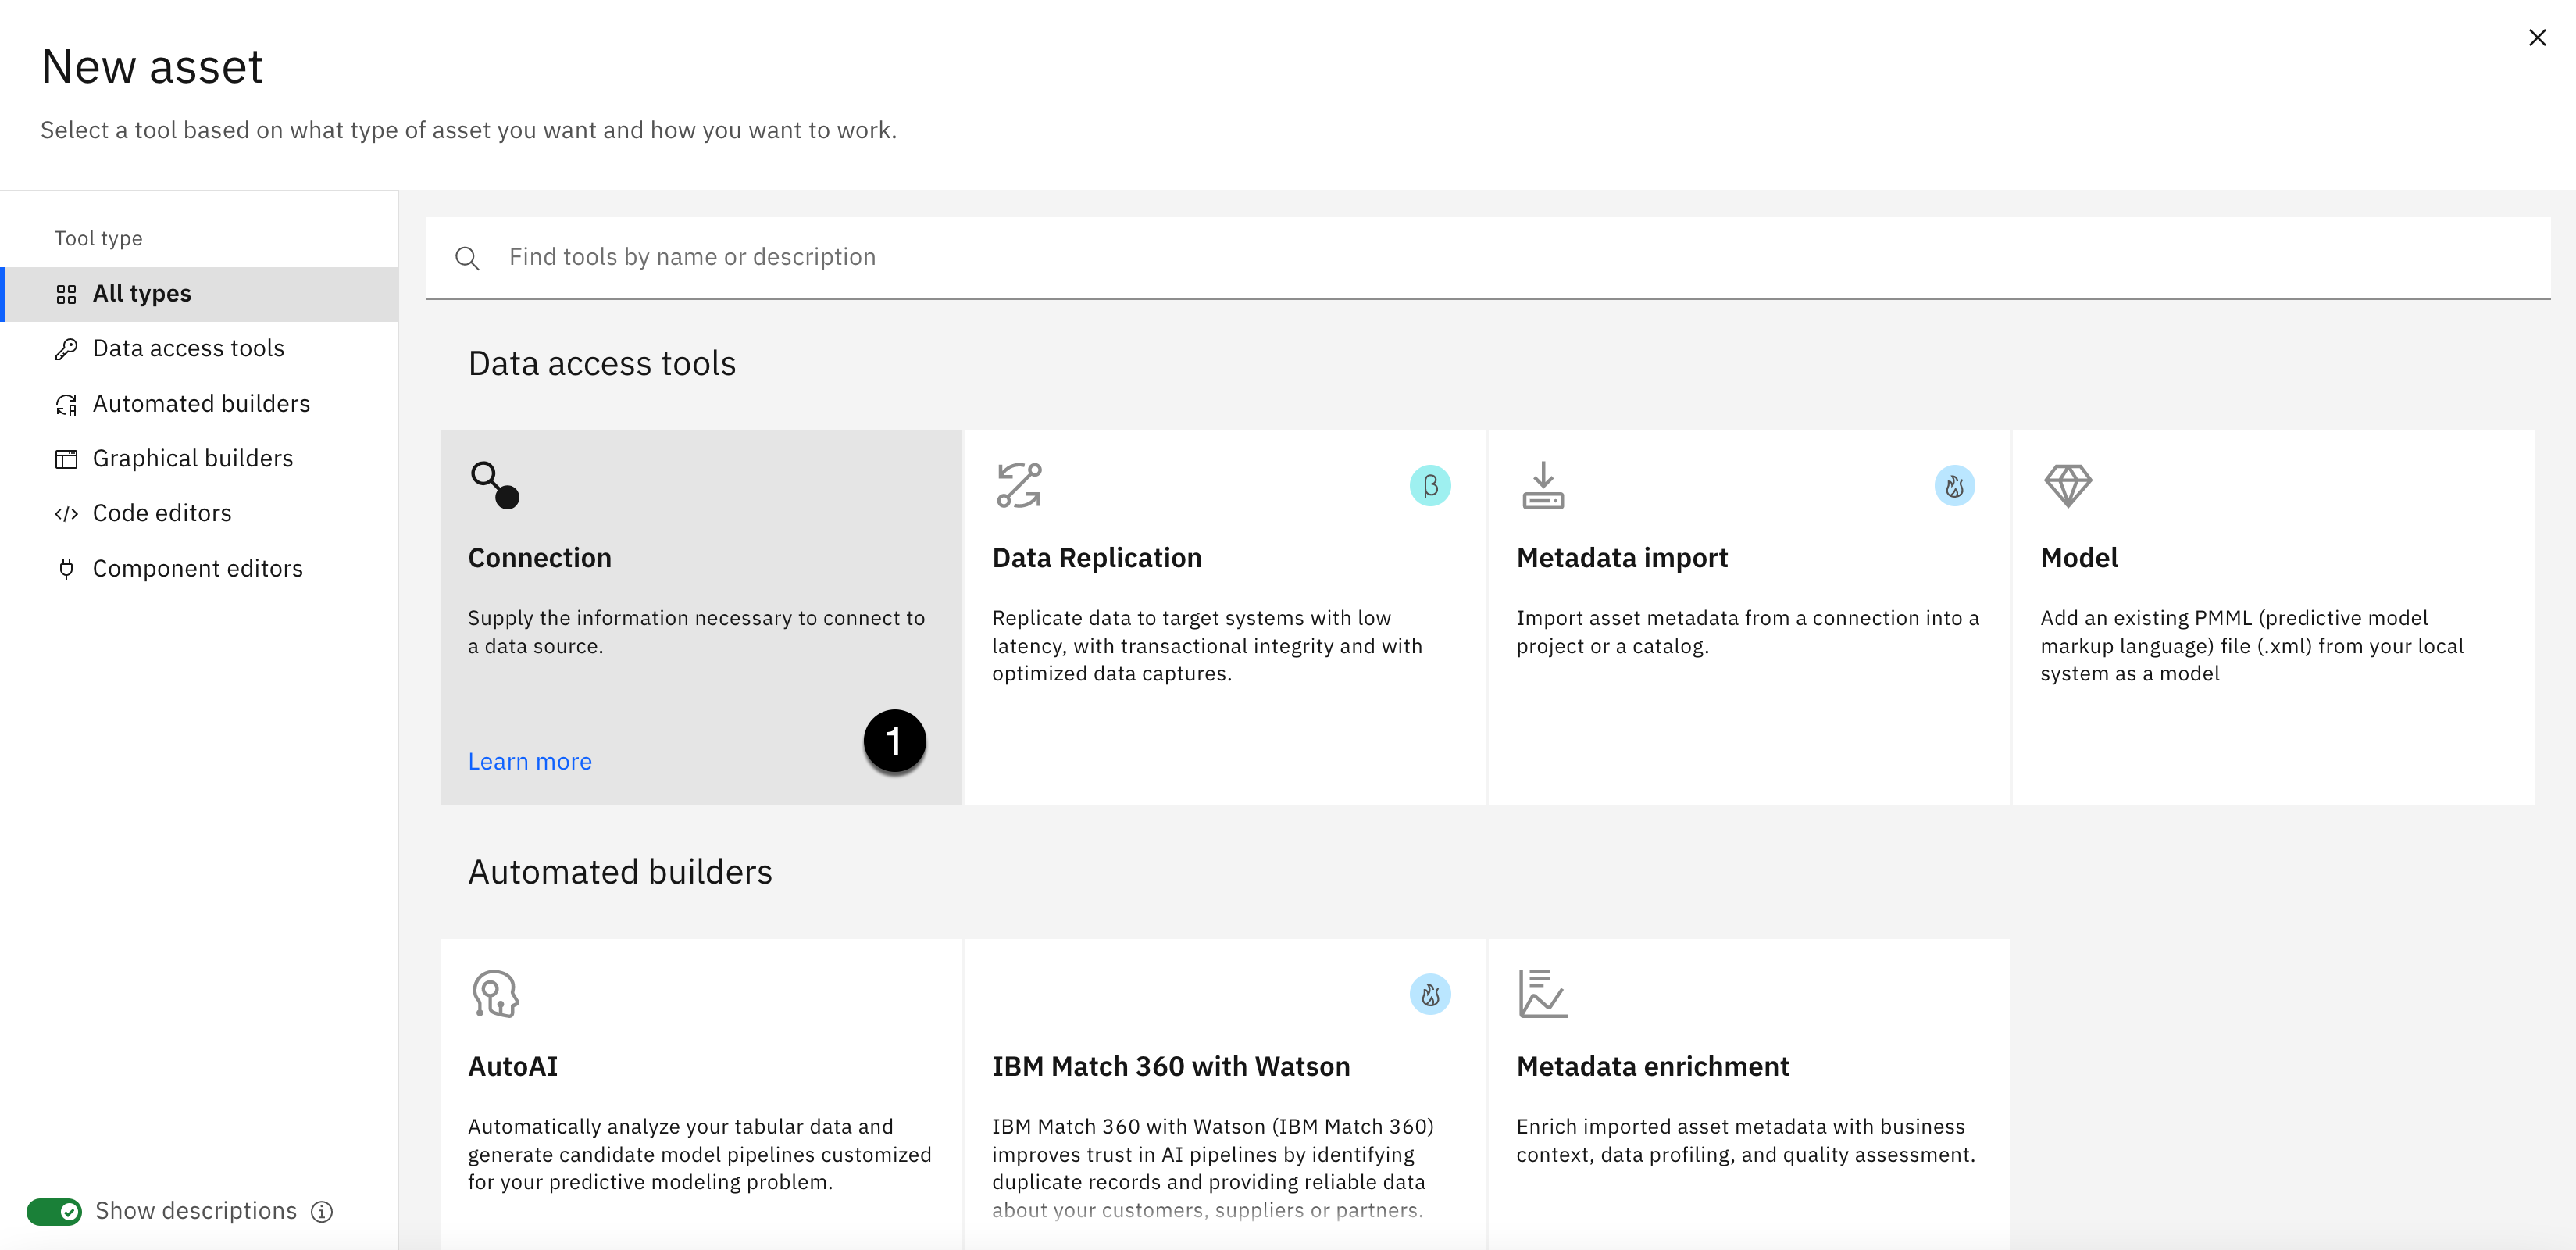 New asset
Select a tool based on what type of asset you want and how you want to work.
Tool type
All types
Data access tools
Automated builders
Graphical builders
Code editors
Component editors
Show descriptions
Find tools by name or description
Data access tools
Connection
Supply the information necessary to connect to
a data source.
Learn more
1
β
Data Replication
Replicate data to target systems with low
latency, with transactional integrity and with
optimized data captures.
Metadata import
Import asset metadata from a connection into a
project or a catalog.
Model
Add an existing PMML (predictive model
markup language) file (.xml) from your local
system as a model
Automated builders
AutoAI
Automatically analyze your tabular data and
generate candidate model pipelines customized
for your predictive modeling problem.
IBM Match 360 with Watson
IBM Match 360 with Watson (IBM Match 360)
improves trust in AI pipelines by identifying
duplicate records and providing reliable data
about your customers, suppliers or partners.
Metadata enrichment
Enrich imported asset metadata with business
context, data profiling, and quality assessment.